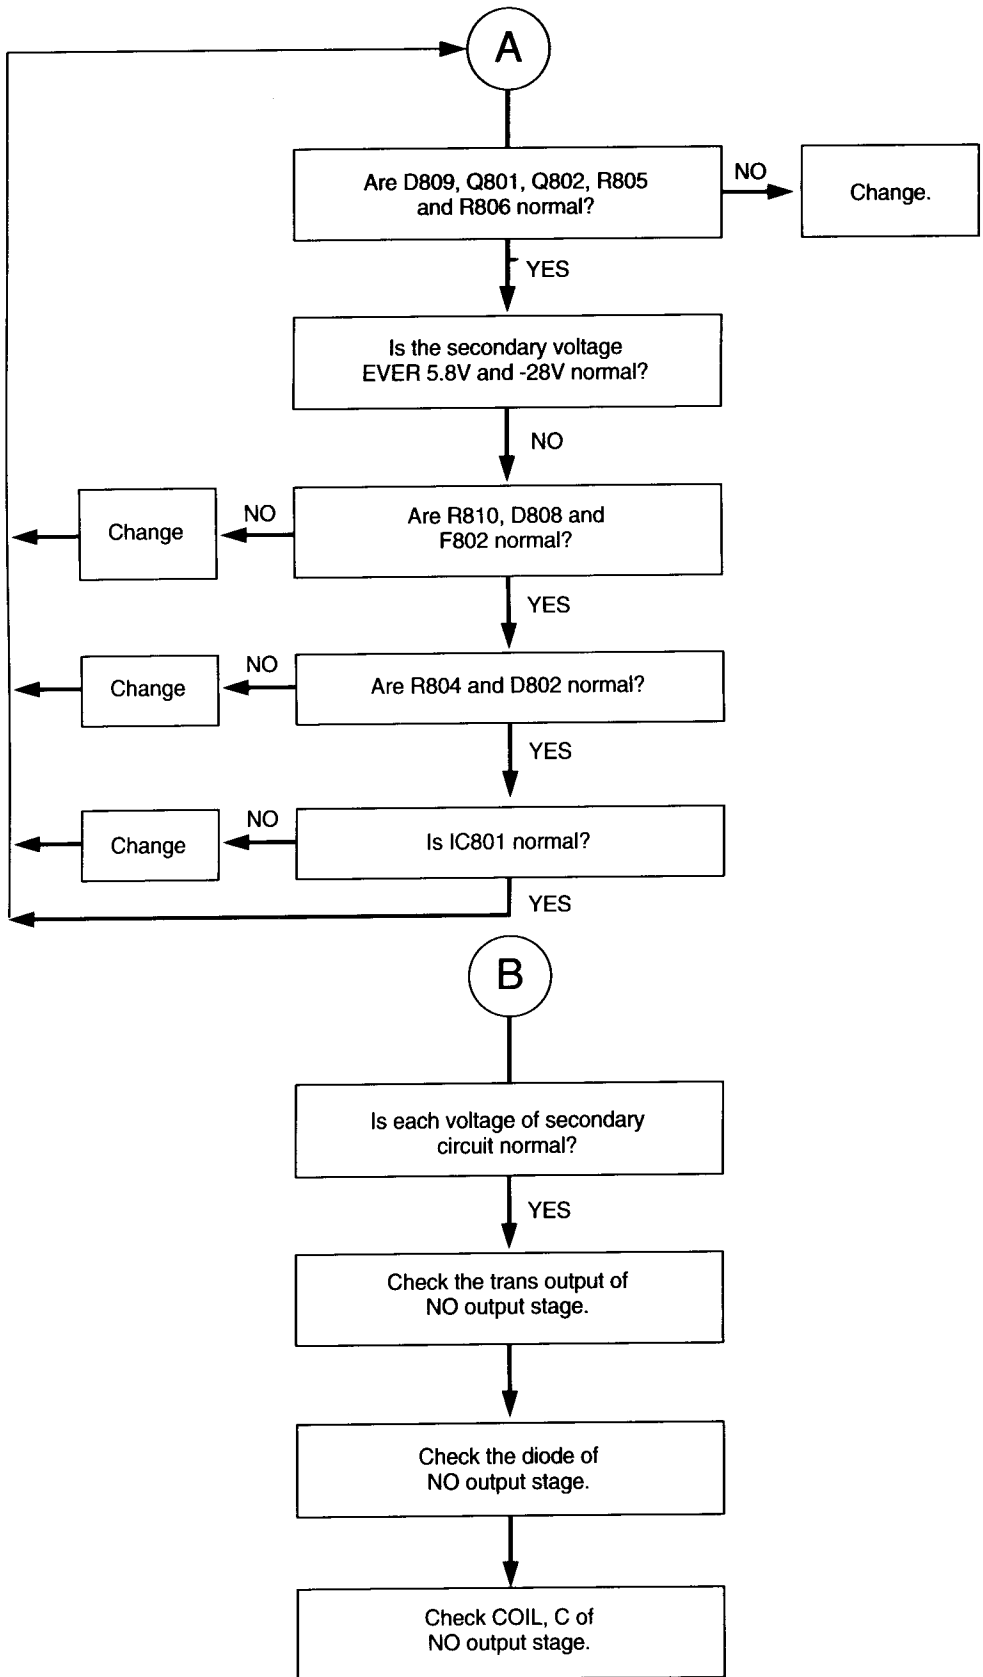 A
Are D809, Q801, Q802, R805
and R806 normal?
NO
Change.
YES
Is the secondary voltage
EVER 5.8V and -28V normal?
NO
Are R810, D808 and
F802 normal?
NO
Change
YES
Are R804 and D802 normal?
NO
Change
YES
Is IC801 normal?
NO
Change
YES
B
Is each voltage of secondary
circuit normal?
YES
Check the trans output of
NO output stage.
Check the diode of
NO output stage.
Check COIL, C of
NO output stage.